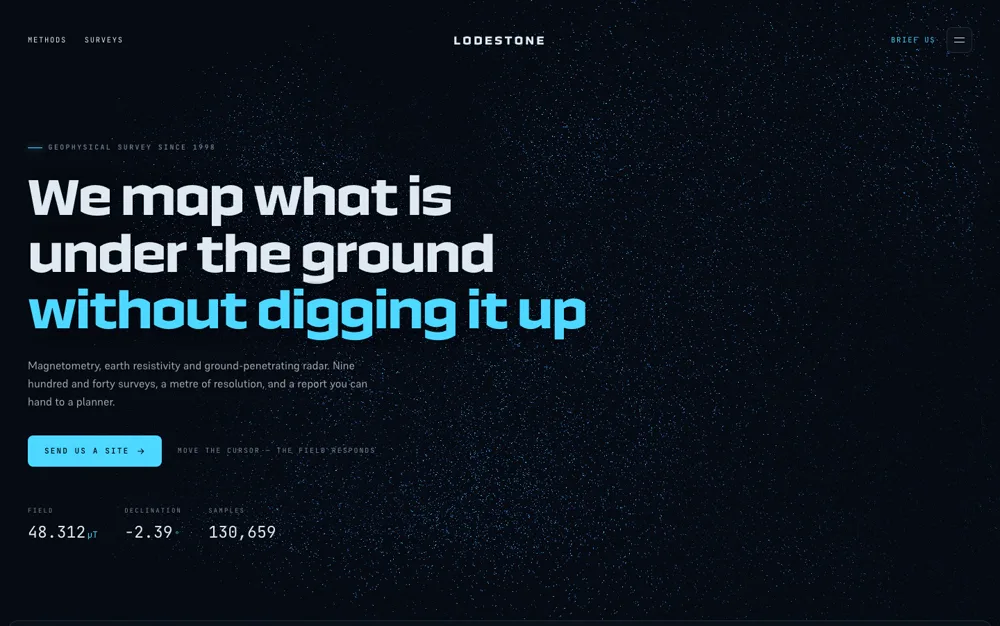 METHODS SURVEYS LODESTONE BRIEF US
GEOPHYSICAL SURVEY SINCE 1998
We map what is
under the ground
without digging it up
Magnetometry, earth resistivity and ground-penetrating radar. Nine
hundred and forty surveys, a metre of resolution, and a report you can
hand to a planner.
SEND US A SITE → MOVE THE CURSOR — THE FIELD RESPONDS
FIELD DECLINATION SAMPLES
48.312 µT -2.39 ° 130,659